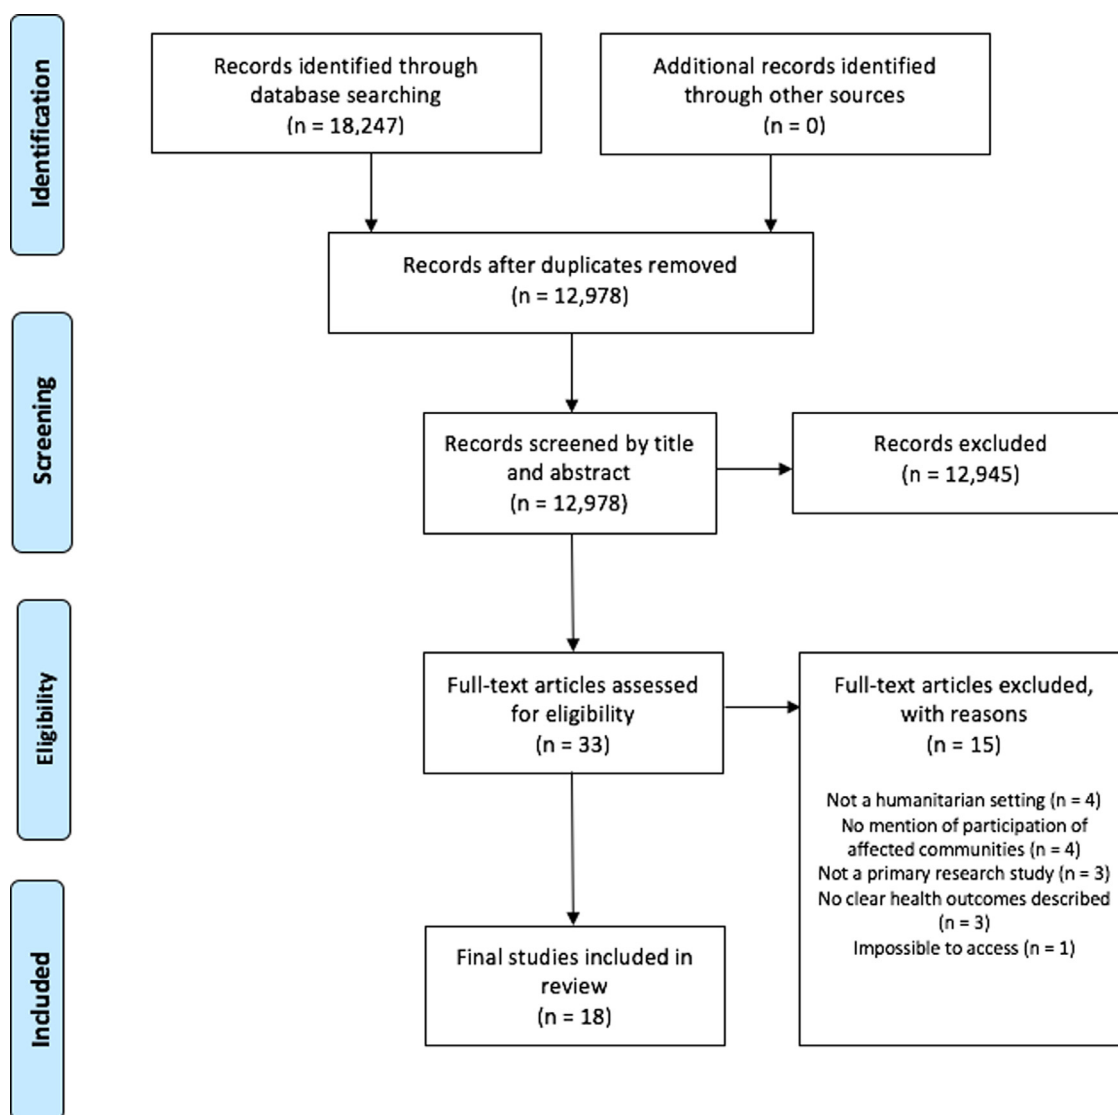 Identification
Records identified through
database searching
(n = 18,247)
Additional records identified
through other sources
(n = 0)
Records after duplicates removed
(n = 12,978)
Screening
Records screened by title
and abstract
(n = 12,978)
Records excluded
(n = 12,945)
Eligibility
Full-text articles assessed
for eligibility
(n = 33)
Full-text articles excluded,
with reasons
(n = 15)
Not a humanitarian setting (n = 4)
No mention of participation of
affected communities (n = 4)
Not a primary research study (n = 3)
No clear health outcomes described
(n = 3)
Impossible to access (n = 1)
Included
Final studies included in
review
(n = 18)